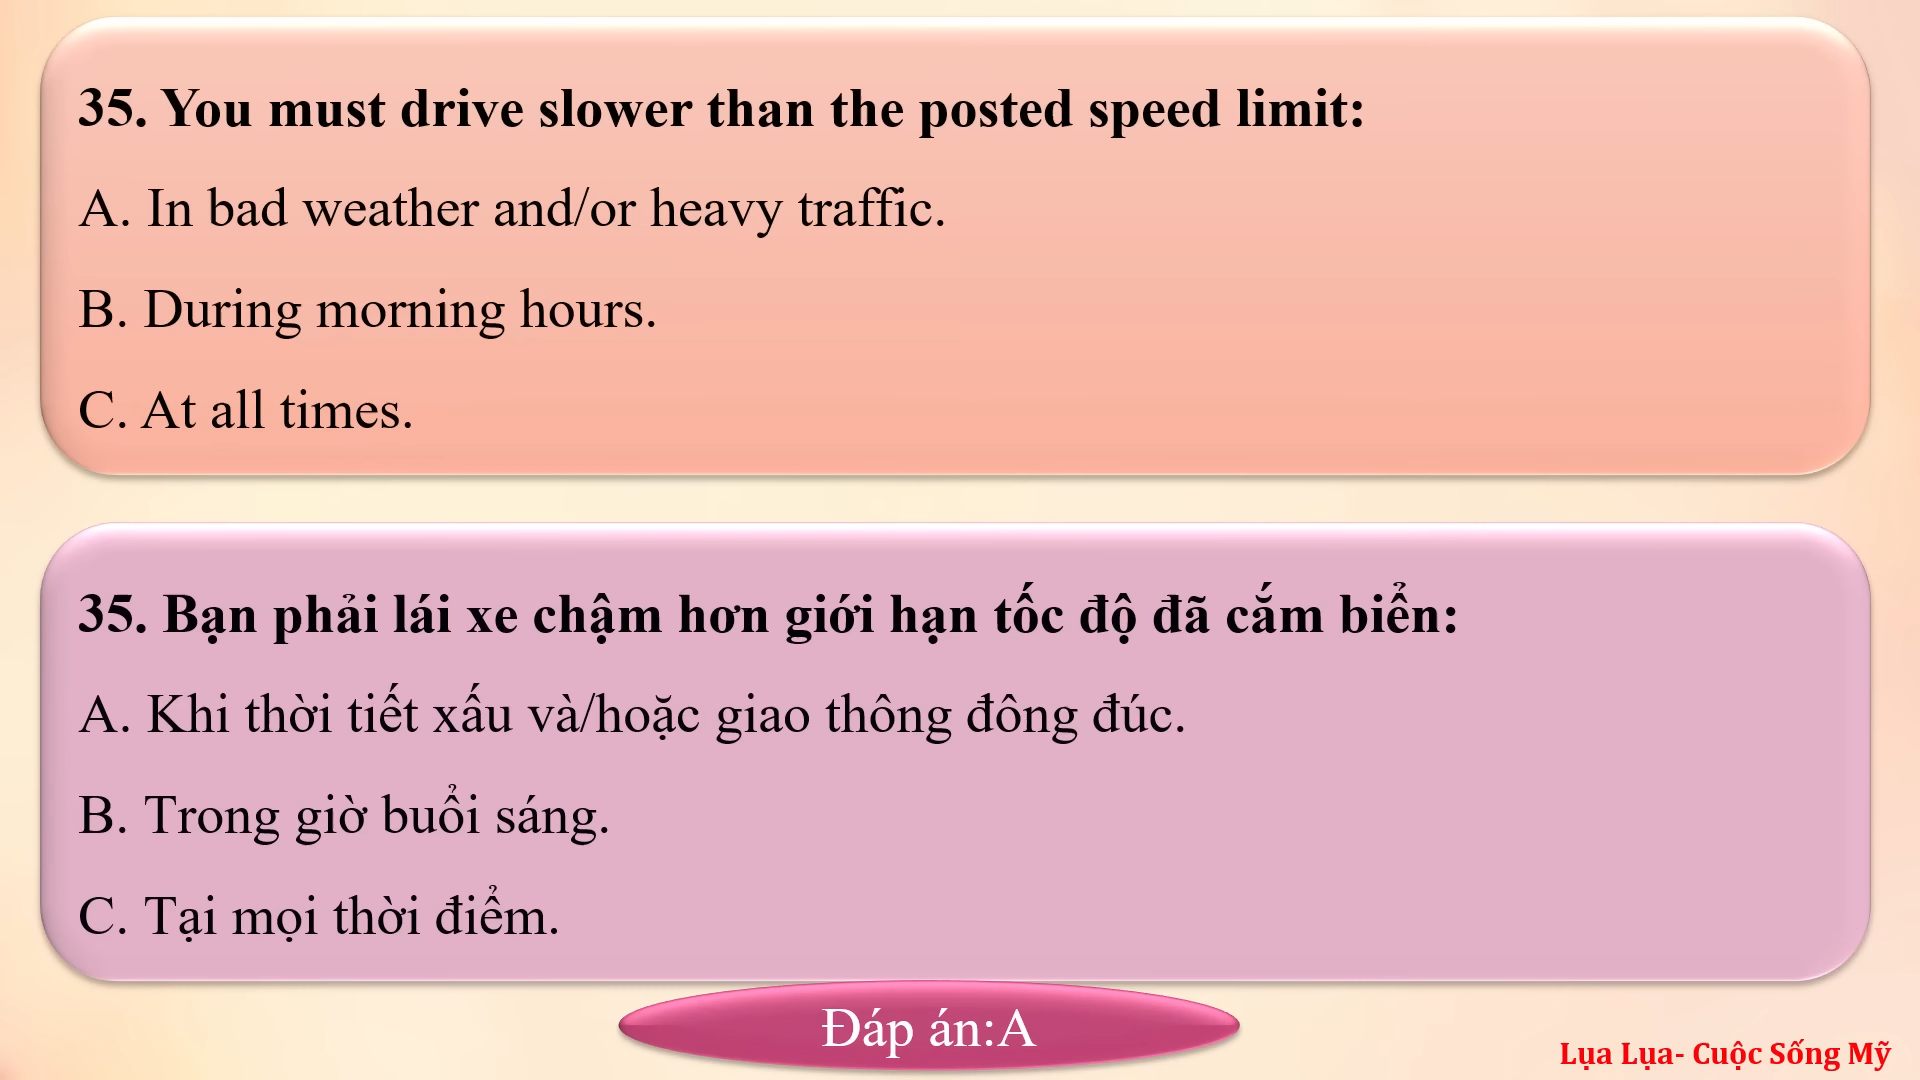 35. You must drive slower than the posted speed limit:
A. In bad weather and/or heavy traffic.
B. During morning hours.
C. At all times.
35. Bạn phải lái xe chậm hơn giới hạn tốc độ đã cắm biển:
A. Khi thời tiết xấu và/hoặc giao thông đông đúc.
B. Trong giờ buổi sáng.
C. Tại mọi thời điểm.
Đáp án:A
Lụa Lụa- Cuộc Sống Mỹ